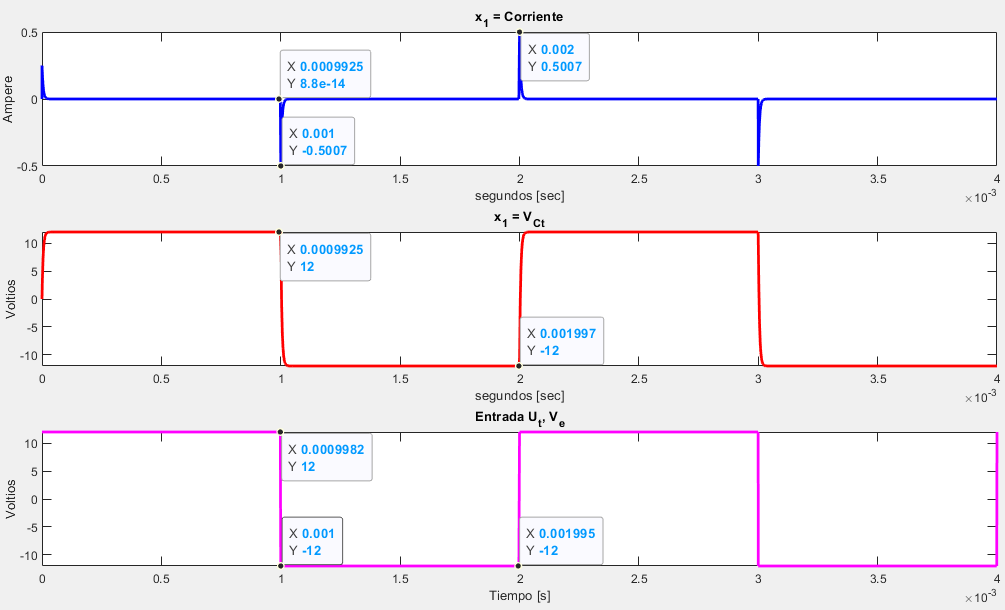 x1 = Corriente
Ampere
0.5
0
-0.5
X 0.0009925
Y 8.8e-14
X 0.001
Y -0.5007
X 0.002
Y 0.5007
0 0.5 1 1.5 2 2.5 3 3.5 4
segundos [sec]
×10-3
x1 = VCt
Voltios
10
5
0
-5
-10
X 0.0009925
Y 12
X 0.001997
Y -12
0 0.5 1 1.5 2 2.5 3 3.5 4
segundos [sec]
×10-3
Entrada Ut, Ve
Voltios
10
5
0
-5
-10
X 0.0009982
Y 12
X 0.001
Y -12
X 0.001995
Y -12
0 0.5 1 1.5 2 2.5 3 3.5 4
Tiempo [s]
×10-3